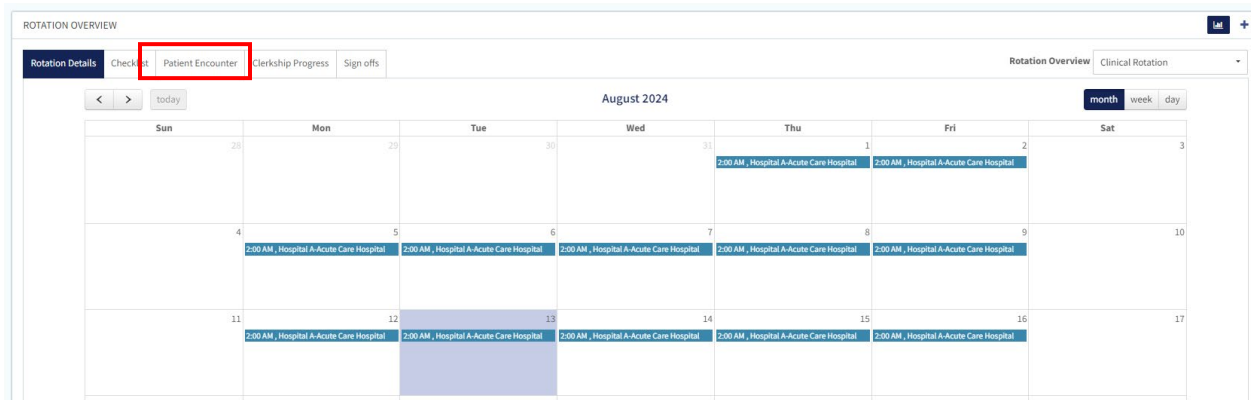 ROTATION OVERVIEW
Rotation Details Checklist Patient Encounter Clerkship Progress Sign offs Rotation Overview Clinical Rotation
today August 2024 month week day
Sun Mon Tue Wed Thu Fri Sat
28 29 30 31 1 2 3
2:00 AM , Hospital A-Acute Care Hospital 2:00 AM , Hospital A-Acute Care Hospital
4 5 6 7 8 9 10
2:00 AM , Hospital A-Acute Care Hospital 2:00 AM , Hospital A-Acute Care Hospital 2:00 AM , Hospital A-Acute Care Hospital 2:00 AM , Hospital A-Acute Care Hospital 2:00 AM , Hospital A-Acute Care Hospital
11 12 13 14 15 16 17
2:00 AM , Hospital A-Acute Care Hospital 2:00 AM , Hospital A-Acute Care Hospital 2:00 AM , Hospital A-Acute Care Hospital 2:00 AM , Hospital A-Acute Care Hospital 2:00 AM , Hospital A-Acute Care Hospital